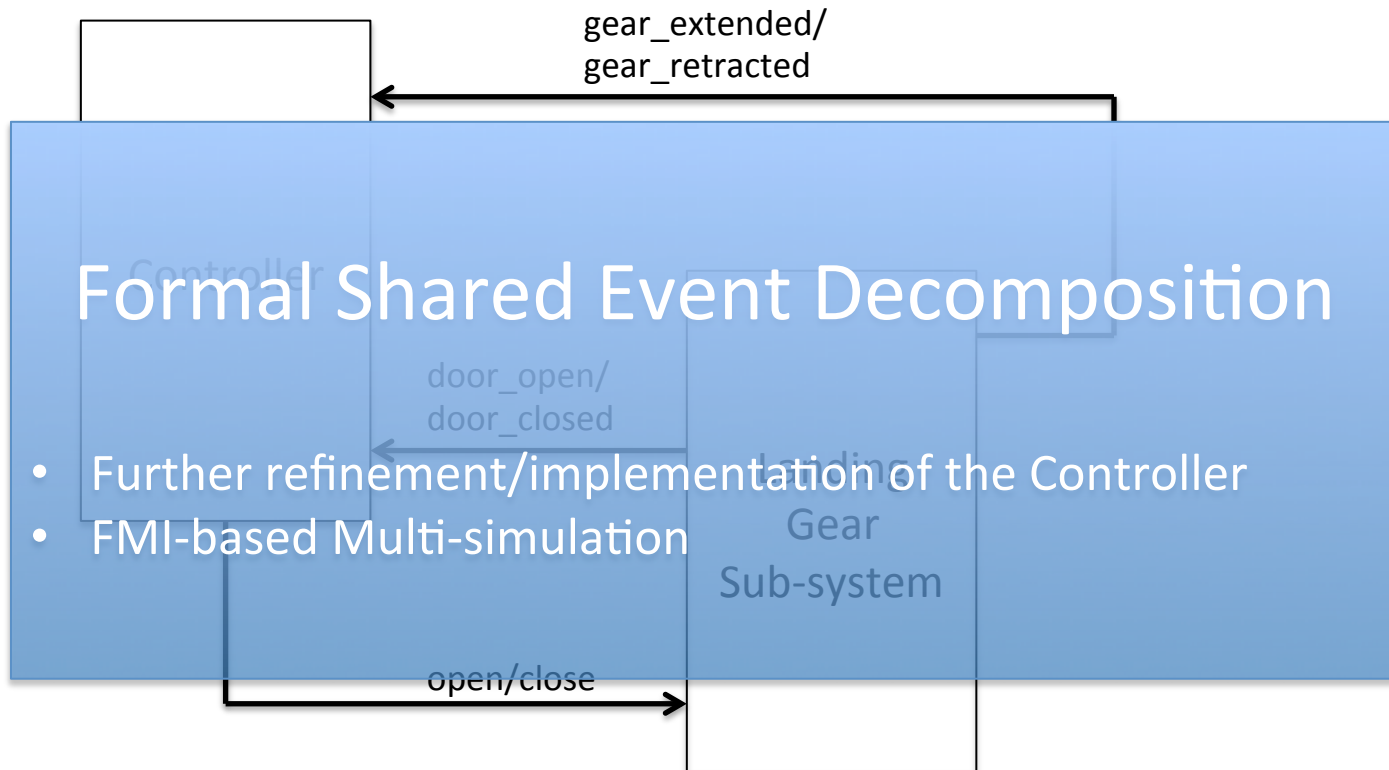 gear_extended/
gear_retracted
Controller
Formal Shared Event Decomposition
door_open/
door_closed
• Further refinement/implementation of the Controller
• FMI-based Multi-simulation
Landing
Gear
Sub-system
open/close